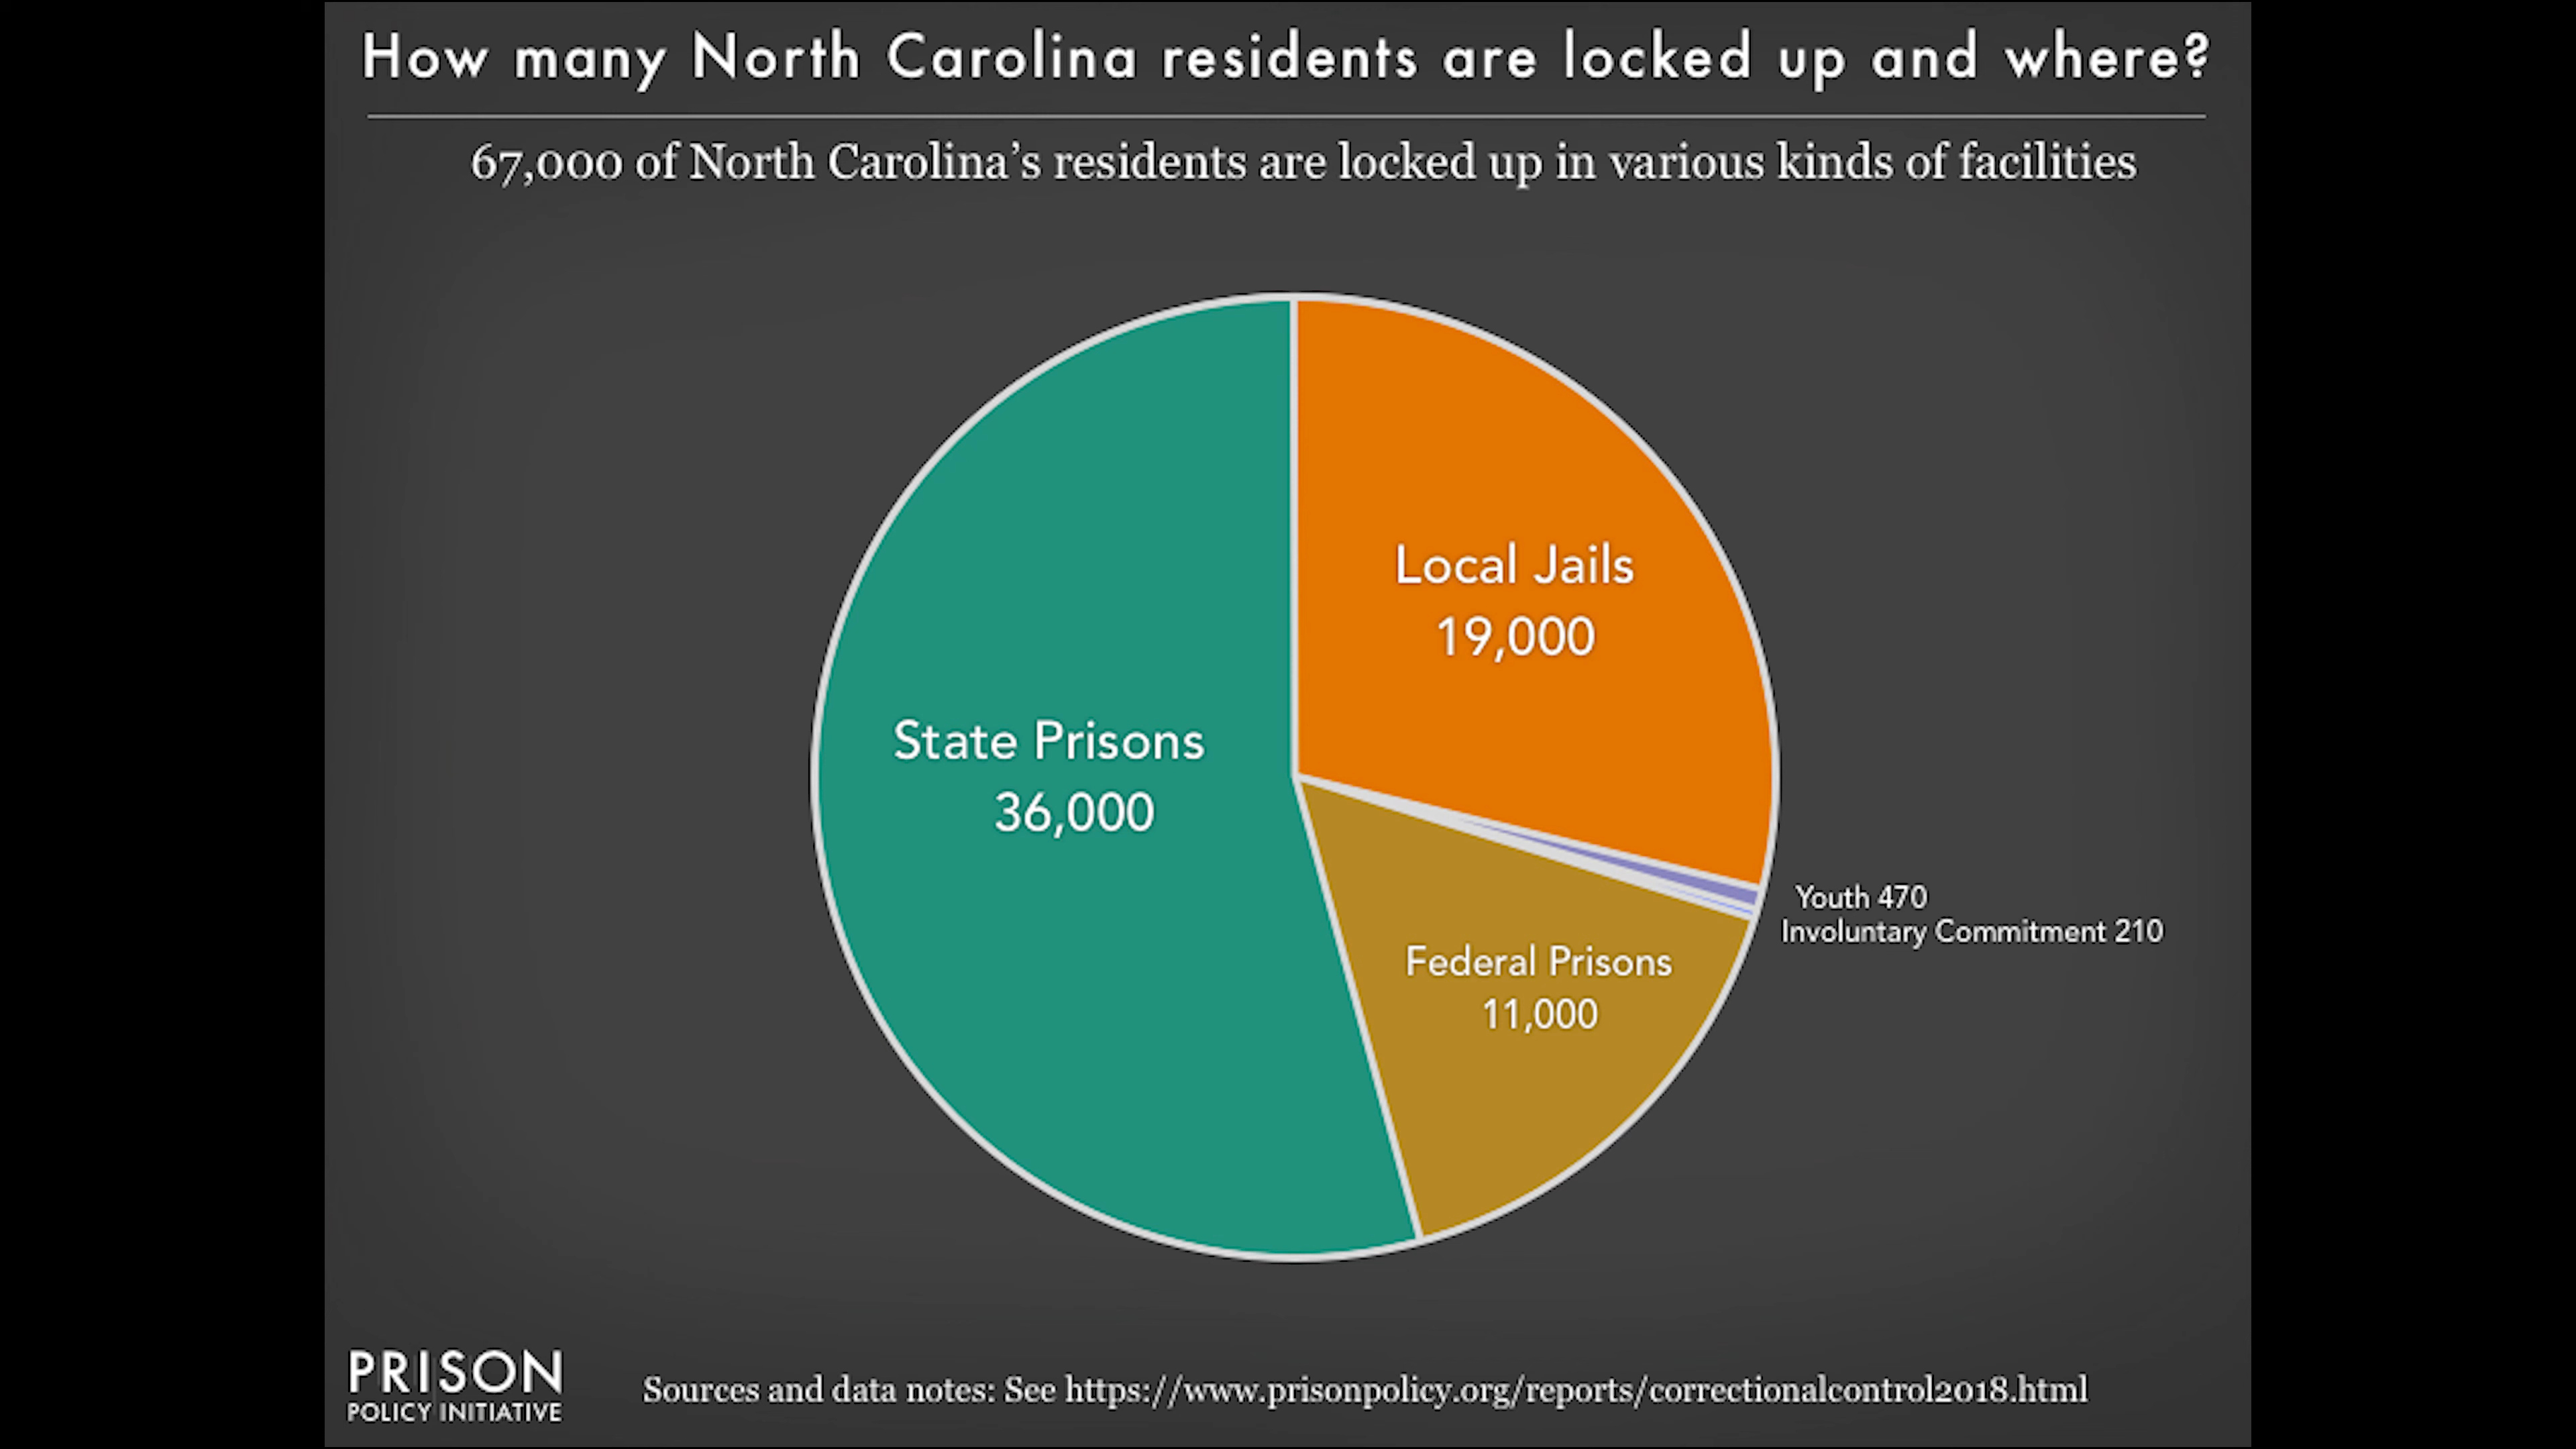 How many North Carolina residents are locked up and where?
67,000 of North Carolina’s residents are locked up in various kinds of facilities
Local Jails
19,000
State Prisons
36,000
Youth 470
Involuntary Commitment 210
Federal Prisons
11,000
PRISON
POLICY INITIATIVE
Sources and data notes: See https://www.prisonpolicy.org/reports/correctionalcontrol2018.html